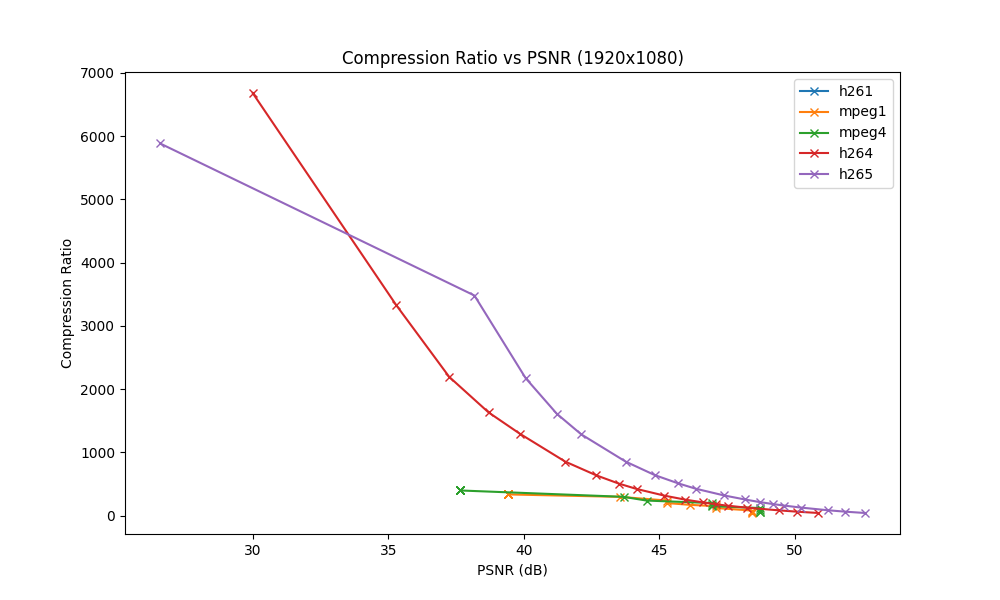 Compression Ratio vs PSNR (1920x1080)
7000
6000
5000
4000
3000
2000
1000
0
Compression Ratio
30
35
40
45
50
PSNR (dB)
h261
mpeg1
mpeg4
h264
h265